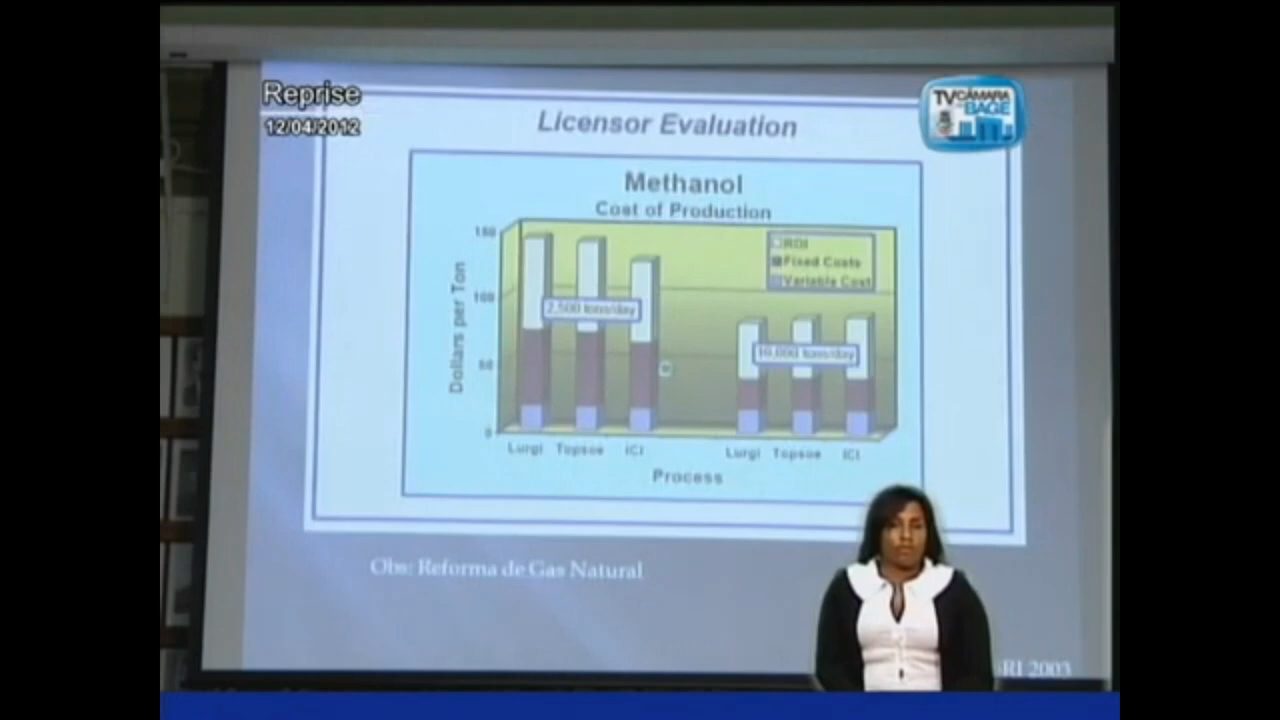 Reprise
12/04/2012
TV CÂMARA
BAGÉ
Licensor Evaluation
Methanol
Cost of Production
Dollars per Ton
150
100
50
0
ROI
Fixed Costs
Variable Cost
2,500 tons/day
10,000 tons/day
Lurgi Topsoe ICI Lurgi Topsoe ICI
Process
Obs: Reforma de Gas Natural
SRI 2003